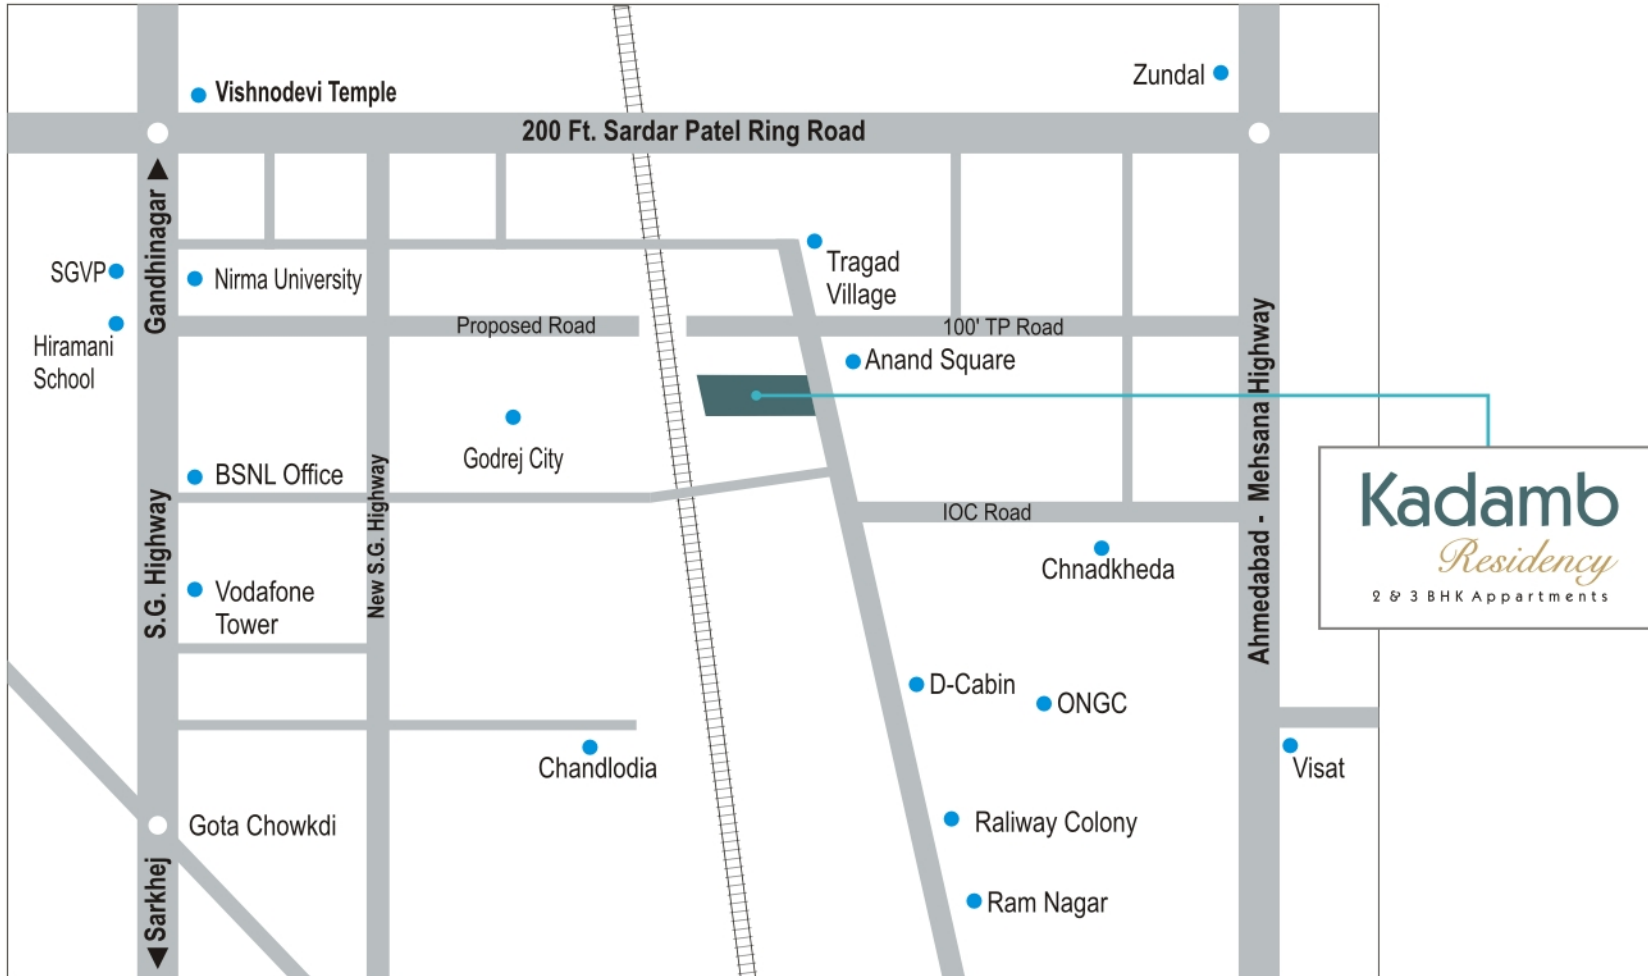 Vishnodevi Temple
Zundal
200 Ft. Sardar Patel Ring Road
Gandhinagar
SGVP
Nirma University
Tragad
Village
Hiramani
School
Proposed Road
100' TP Road
Anand Square
Godrej City
BSNL Office
S.G. Highway
New S.G. Highway
Ahmedabad - Mehsana Highway
Kadamb
Residency
2 & 3 BHK Appartments
IOC Road
Chnadkheda
Vodafone
Tower
D-Cabin
ONGC
Chandlodia
Visat
Gota Chowkdi
Raliway Colony
Sarkhej
Ram Nagar